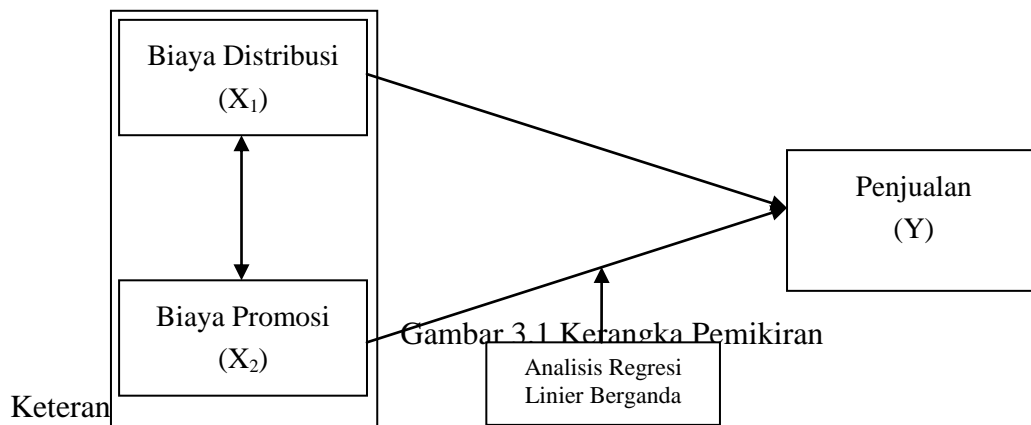 Biaya Distribusi
(X₁)
Penjualan
(Y)
Biaya Promosi
(X₂)
Gambar 3.1 Kerangka Pemikiran
Analisis Regresi
Linier Berganda
Keteran